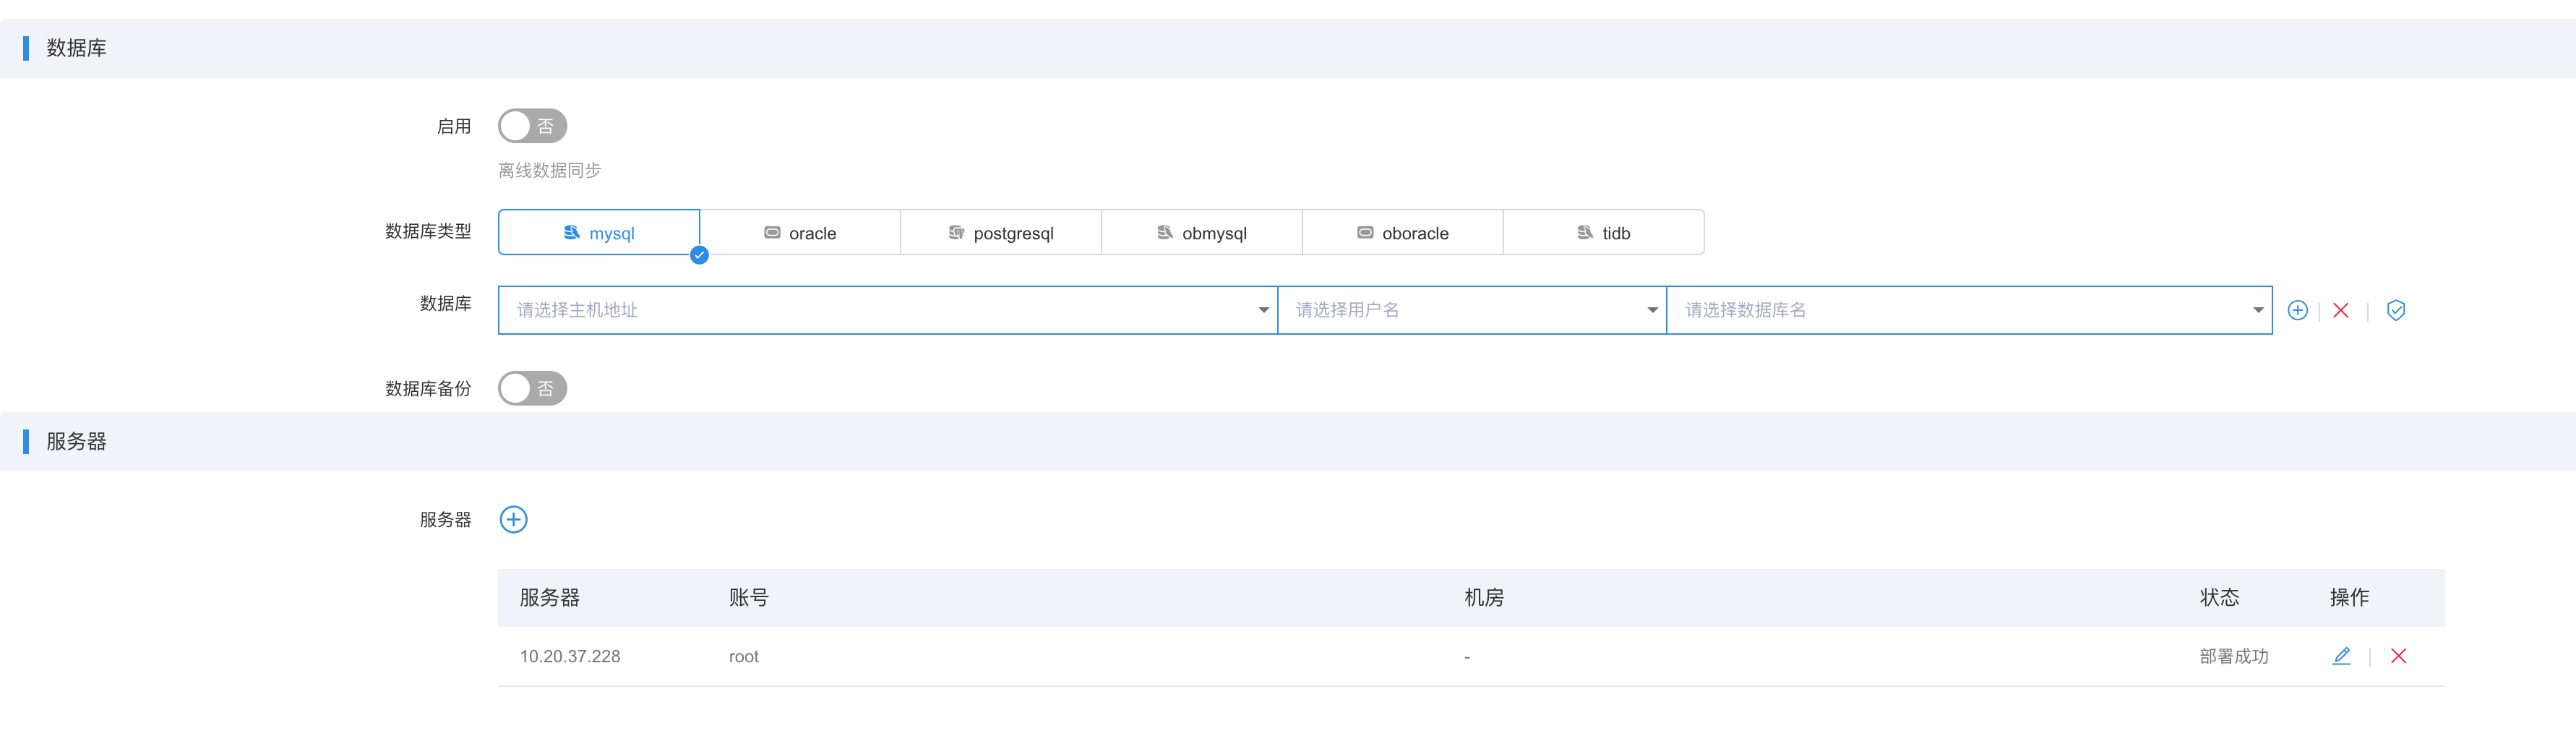 数据库
启用 否
离线数据同步
数据库类型 mysql oracle postgresql obmysql oboracle tidb
数据库 请选择主机地址 请选择用户名 请选择数据库名
数据库备份 否
服务器
服务器
服务器 账号 机房 状态 操作
10.20.37.228 root - 部署成功